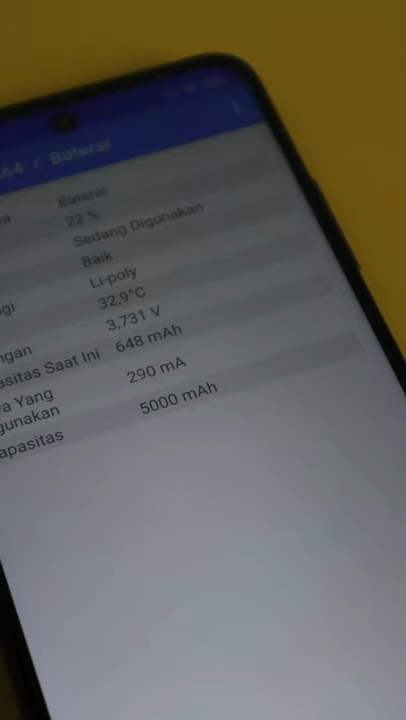 64 / Baterai
Baterai
22 %
Sedang Digunakan
Baik
Li-poly
32,9°C
ngan 3,731 V
asitas Saat Ini 648 mAh
a Yang
gunakan 290 mA
apasitas 5000 mAh